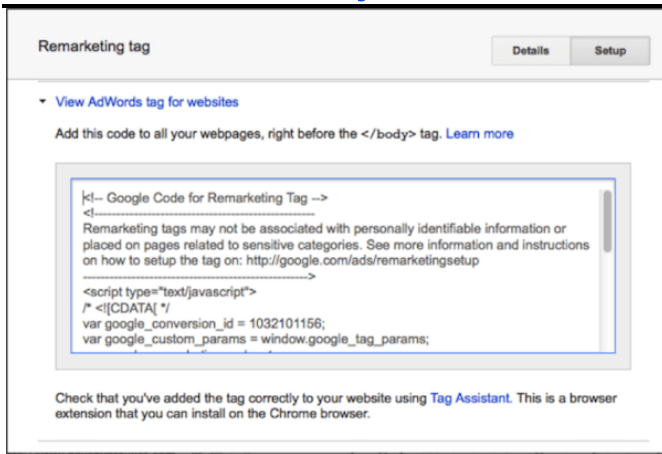 Remarketing tag
Details
Setup
View AdWords tag for websites
Add this code to all your webpages, right before the </body> tag. Learn more
<!-- Google Code for Remarketing Tag -->
<!--------------------------------------------------
Remarketing tags may not be associated with personally identifiable information or
placed on pages related to sensitive categories. See more information and instructions
on how to setup the tag on: http://google.com/ads/remarketingsetup
--------------------------------------------------->
<script type="text/javascript">
/* <![CDATA[ */
var google_conversion_id = 1032101156;
var google_custom_params = window.google_tag_params;
Check that you've added the tag correctly to your website using Tag Assistant. This is a browser
extension that you can install on the Chrome browser.